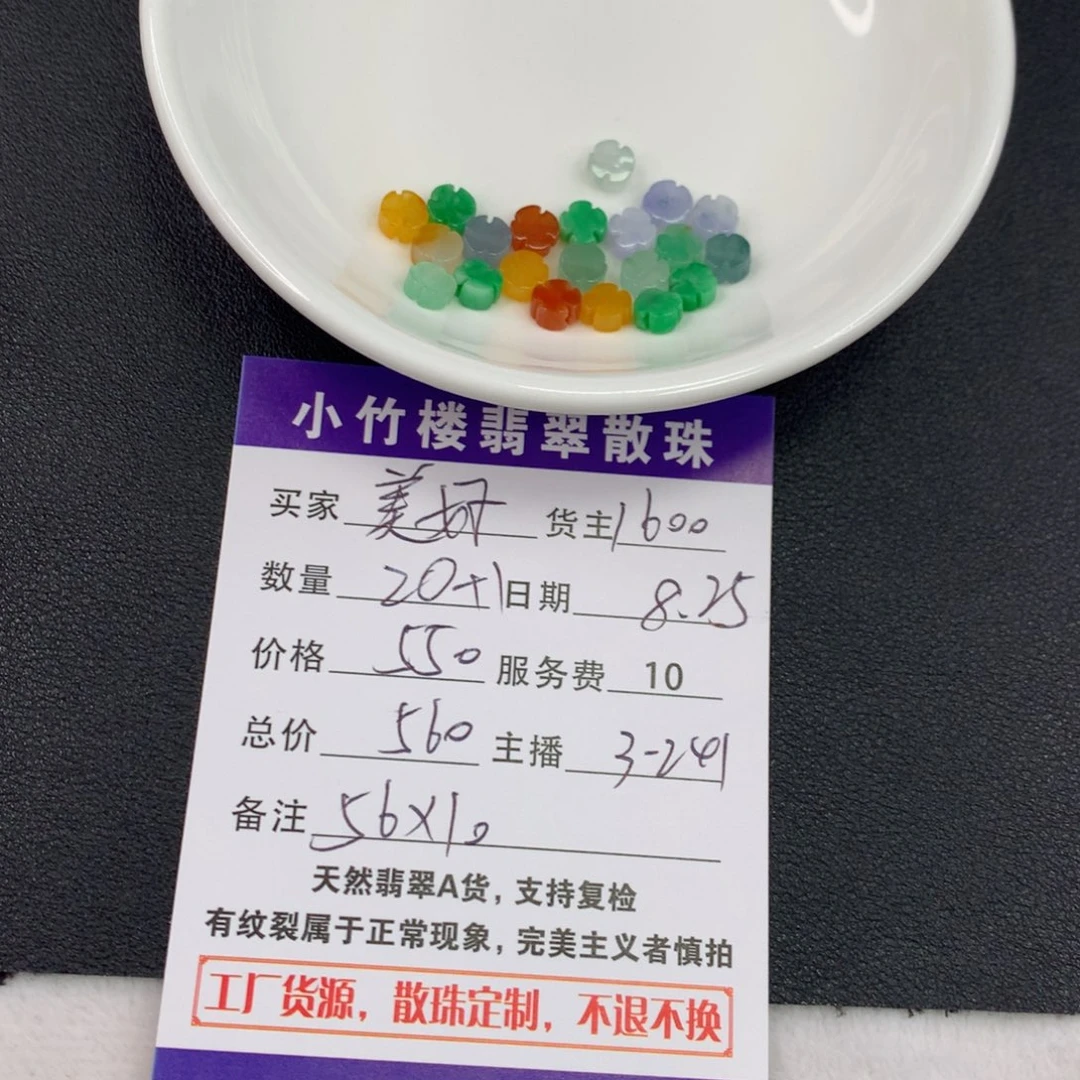 小竹楼翡翠散珠
买家 美好 货主 1600
数量 20+1 日期 8.25
价格 550 服务费 10
总价 560 主播 3-241
备注 56X10
天然翡翠A货，支持复检
有纹裂属于正常现象，完美主义者慎拍
工厂货源，散珠定制，不退不换